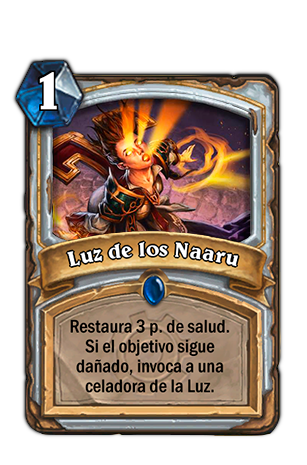 1
Luz de los Naaru
Restaura 3 p. de salud.
Si el objetivo sigue
dañado, invoca a una
celadora de la Luz.